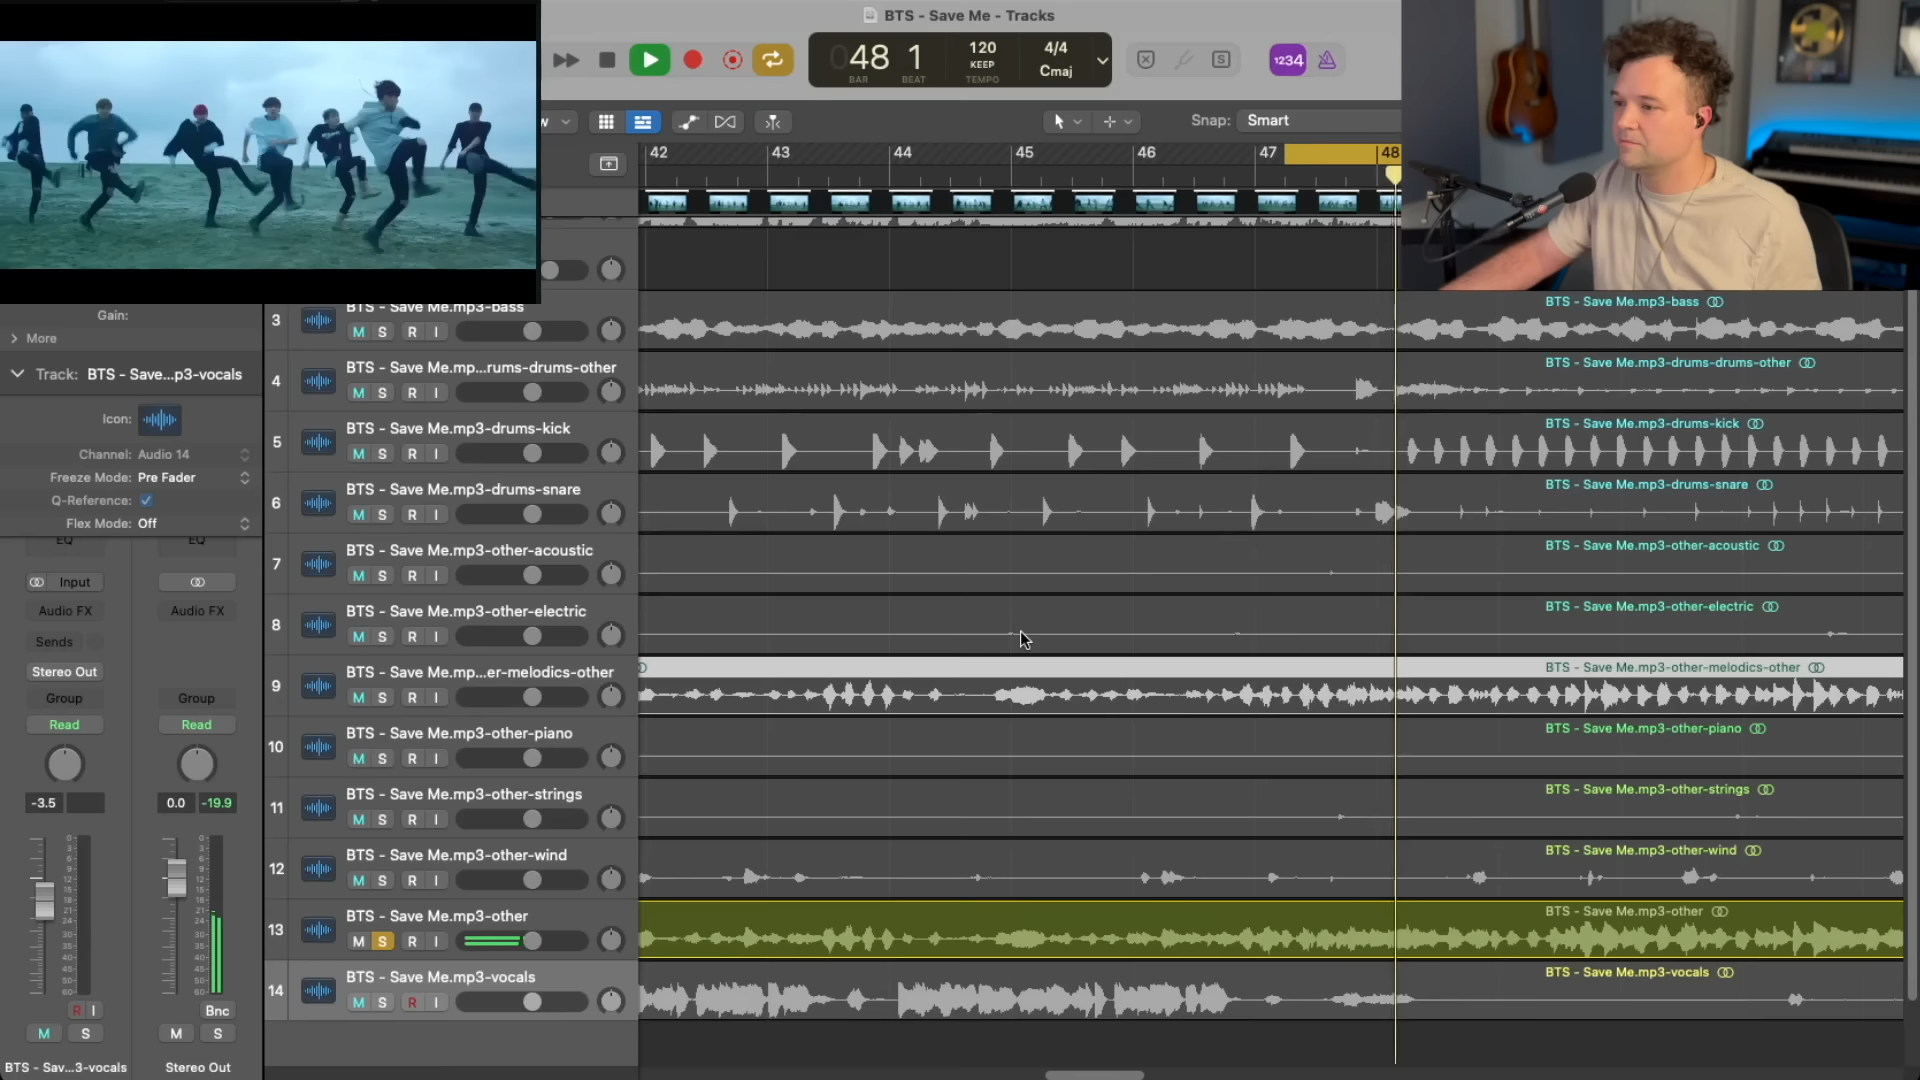 BTS - Save Me - Tracks
48 1
BAR BEAT
120
KEEP
TEMPO
4/4
Cmaj
S
1234
Snap: Smart
42 43 44 45 46 47 48
Gain:
More
Track: BTS - Save...p3-vocals
Icon:
Channel: Audio 14
Freeze Mode: Pre Fader
Q-Reference:
Flex Mode: Off
EQ EQ
Input
Audio FX Audio FX
Sends
Stereo Out
Group Group
Read Read
-3.5 0.0 -19.9
R I Bnc
M S M S
BTS - Sav...3-vocals Stereo Out
3 BTS - Save Me.mp3-bass
M S R I
4 BTS - Save Me.mp...rums-drums-other
M S R I
5 BTS - Save Me.mp3-drums-kick
M S R I
6 BTS - Save Me.mp3-drums-snare
M S R I
7 BTS - Save Me.mp3-other-acoustic
M S R I
8 BTS - Save Me.mp3-other-electric
M S R I
9 BTS - Save Me.mp...er-melodics-other
M S R I
10 BTS - Save Me.mp3-other-piano
M S R I
11 BTS - Save Me.mp3-other-strings
M S R I
12 BTS - Save Me.mp3-other-wind
M S R I
13 BTS - Save Me.mp3-other
M S R I
14 BTS - Save Me.mp3-vocals
M S R I
BTS - Save Me.mp3-bass
BTS - Save Me.mp3-drums-drums-other
BTS - Save Me.mp3-drums-kick
BTS - Save Me.mp3-drums-snare
BTS - Save Me.mp3-other-acoustic
BTS - Save Me.mp3-other-electric
BTS - Save Me.mp3-other-melodics-other
BTS - Save Me.mp3-other-piano
BTS - Save Me.mp3-other-strings
BTS - Save Me.mp3-other-wind
BTS - Save Me.mp3-other
BTS - Save Me.mp3-vocals